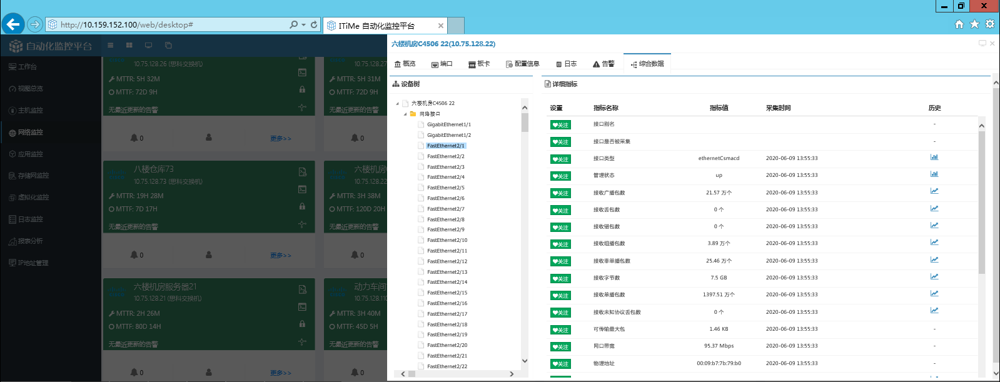 http://10.159.152.100/web/desktop#
ITiMe 自动化监控平台
自动化监控平台
工作台
视图总览
主机监控
网络监控
应用监控
存储网监控
虚拟化监控
日志监控
报表分析
IP地址管理
10.75.128.26 (思科交换机)
MTTR: 5H 32M
MTTF: 72D 9H
无最近更新的告警
0
更多>>
10.75.128.27
MTTR: 5H 31M
MTTF: 72D 9H
无最近更新的告警
0
八楼仓库73
10.75.128.73 (思科交换机)
MTTR: 19H 28M
MTTF: 7D 17H
无最近更新的告警
0
更多>>
六楼机房
10.75.128.22
MTTR: 3H 38M
MTTF: 120D 20H
无最近更新的告警
0
六楼机房服务器21
10.75.128.21 (思科交换机)
MTTR: 2H 26M
MTTF: 80D 14H
无最近更新的告警
0
更多>>
动力车间
10.75.128.110
MTTR: 3H 40M
MTTF: 45D 5H
无最近更新的告警
0
六楼机房C4506 22(10.75.128.22)
概览 端口 板卡 配置信息 日志 告警 综合数据
设备树
六楼机房C4506 22
网络接口
GigabitEthernet1/1
GigabitEthernet1/2
FastEthernet2/1
FastEthernet2/2
FastEthernet2/3
FastEthernet2/4
FastEthernet2/5
FastEthernet2/6
FastEthernet2/7
FastEthernet2/8
FastEthernet2/9
FastEthernet2/10
FastEthernet2/11
FastEthernet2/12
FastEthernet2/13
FastEthernet2/14
FastEthernet2/15
FastEthernet2/16
FastEthernet2/17
FastEthernet2/18
FastEthernet2/19
FastEthernet2/20
FastEthernet2/21
FastEthernet2/22
详细指标
设置 指标名称 指标值 采集时间 历史
关注 接口别名 -
关注 接口是否被采集 -
关注 接口类型 ethernetCsmacd 2020-06-09 13:55:33
关注 管理状态 up 2020-06-09 13:55:33
关注 接收广播包数 21.57 万个 2020-06-09 13:55:33
关注 接收丢包数 0 个 2020-06-09 13:55:33
关注 接收错包数 0 个 2020-06-09 13:55:33
关注 接收组播包数 3.89 万个 2020-06-09 13:55:33
关注 接收非单播包数 25.46 万个 2020-06-09 13:55:33
关注 接收字节数 7.5 GB 2020-06-09 13:55:33
关注 接收单播包数 1397.51 万个 2020-06-09 13:55:33
关注 接收未知协议丢包数 0 个 2020-06-09 13:55:33
关注 可传输最大包 1.46 KB 2020-06-09 13:55:33 -
关注 网口带宽 95.37 Mbps 2020-06-09 13:55:33 -
关注 物理地址 00:09:b7:7b:79:b0 2020-06-09 13:55:33 -